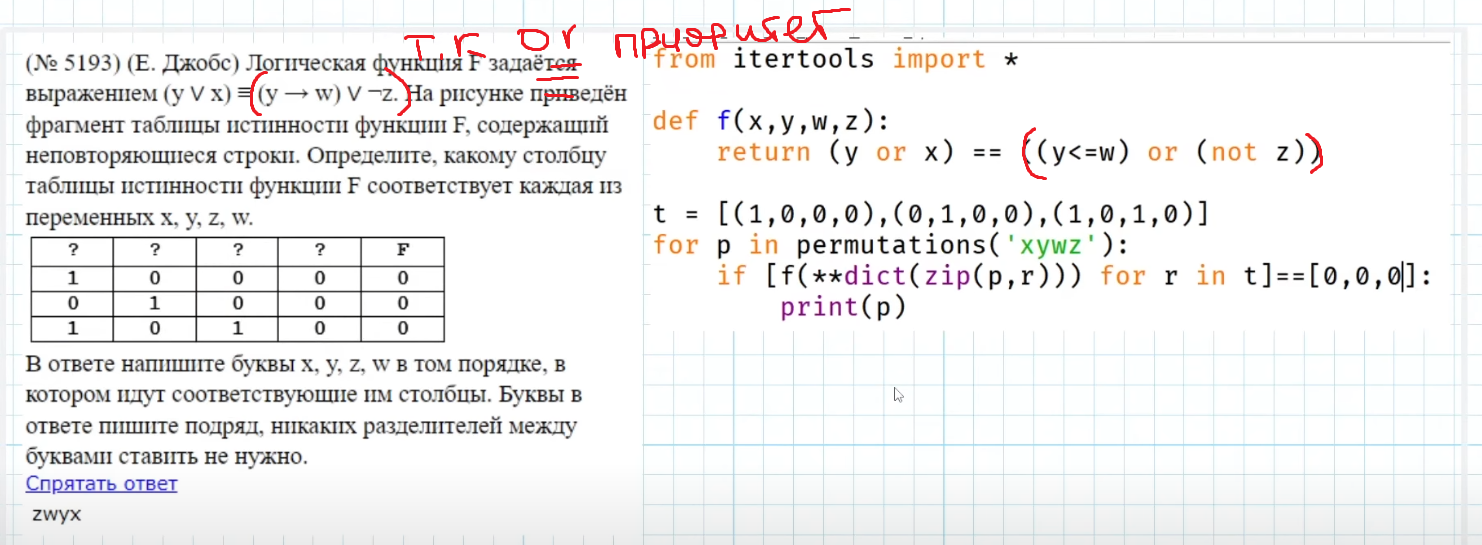 т.к or приоритет
(№ 5193) (Е. Джобс) Логическая функция F задаётся
выражением (y ∨ x) ≡ (y → w) ∨ ¬z. На рисунке приведён
фрагмент таблицы истинности функции F, содержащий
неповторяющиеся строки. Определите, какому столбцу
таблицы истинности функции F соответствует каждая из
переменных x, y, z, w.
? ? ? ? F
1 0 0 0 0
0 1 0 0 0
1 0 1 0 0
В ответе напишите буквы x, y, z, w в том порядке, в
котором идут соответствующие им столбцы. Буквы в
ответе пишите подряд, никаких разделителей между
буквами ставить не нужно.
Спрятать ответ
zwyx
from itertools import *
def f(x,y,w,z):
return (y or x) == ((y<=w) or (not z))
t = [(1,0,0,0),(0,1,0,0),(1,0,1,0)]
for p in permutations('xywz'):
if [f(**dict(zip(p,r))) for r in t]==[0,0,0]:
print(p)